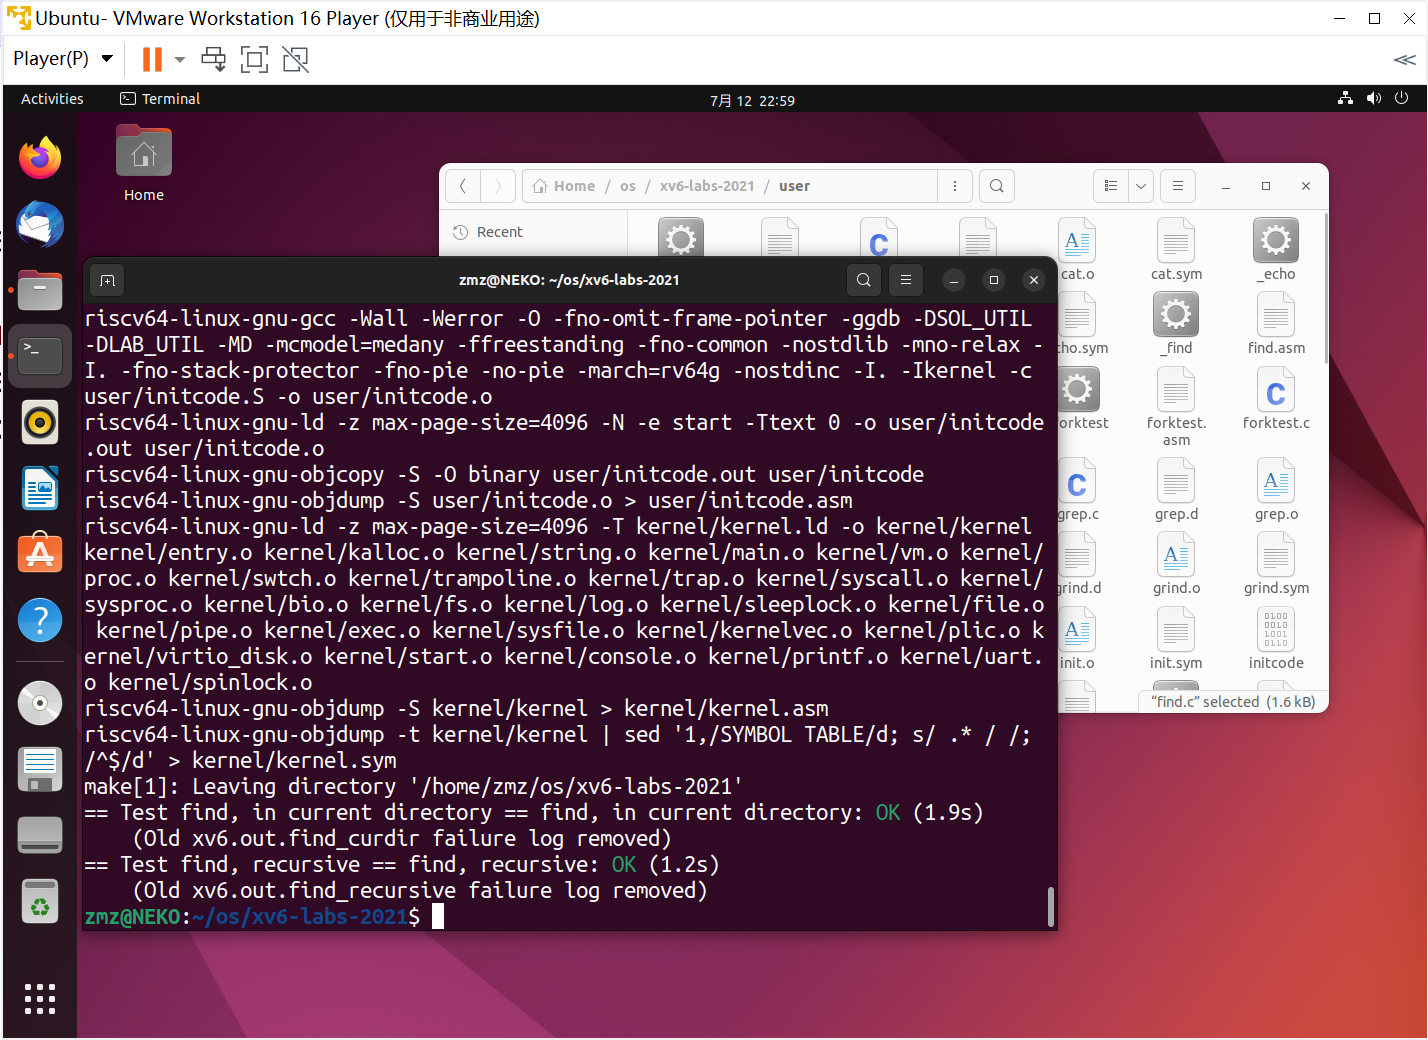 Ubuntu- VMware Workstation 16 Player (仅用于非商业用途)
Player(P)
Activities
Terminal
7月 12 22:59
Home
Home / os / xv6-labs-2021 / user
Recent
cat.o
cat.sym
_echo
cho.sym
_find
find.asm
orktest
forktest.
asm
forktest.c
grep.c
grep.d
grep.o
grind.d
grind.o
grind.sym
init.o
init.sym
initcode
“find.c” selected (1.6 kB)
zmz@NEKO: ~/os/xv6-labs-2021
riscv64-linux-gnu-gcc -Wall -Werror -O -fno-omit-frame-pointer -ggdb -DSOL_UTIL
-DLAB_UTIL -MD -mcmodel=medany -ffreestanding -fno-common -nostdlib -mno-relax -
I. -fno-stack-protector -fno-pie -no-pie -march=rv64g -nostdinc -I. -Ikernel -c
user/initcode.S -o user/initcode.o
riscv64-linux-gnu-ld -z max-page-size=4096 -N -e start -Ttext 0 -o user/initcode
.out user/initcode.o
riscv64-linux-gnu-objcopy -S -O binary user/initcode.out user/initcode
riscv64-linux-gnu-objdump -S user/initcode.o > user/initcode.asm
riscv64-linux-gnu-ld -z max-page-size=4096 -T kernel/kernel.ld -o kernel/kernel
kernel/entry.o kernel/kalloc.o kernel/string.o kernel/main.o kernel/vm.o kernel/
proc.o kernel/swtch.o kernel/trampoline.o kernel/trap.o kernel/syscall.o kernel/
sysproc.o kernel/bio.o kernel/fs.o kernel/log.o kernel/sleeplock.o kernel/file.o
kernel/pipe.o kernel/exec.o kernel/sysfile.o kernel/kernelvec.o kernel/plic.o k
ernel/virtio_disk.o kernel/start.o kernel/console.o kernel/printf.o kernel/uart.
o kernel/spinlock.o
riscv64-linux-gnu-objdump -S kernel/kernel > kernel/kernel.asm
riscv64-linux-gnu-objdump -t kernel/kernel | sed '1,/SYMBOL TABLE/d; s/ .* / /;
/^$/d' > kernel/kernel.sym
make[1]: Leaving directory '/home/zmz/os/xv6-labs-2021'
== Test find, in current directory == find, in current directory: OK (1.9s)
(Old xv6.out.find_curdir failure log removed)
== Test find, recursive == find, recursive: OK (1.2s)
(Old xv6.out.find_recursive failure log removed)
zmz@NEKO:~/os/xv6-labs-2021$